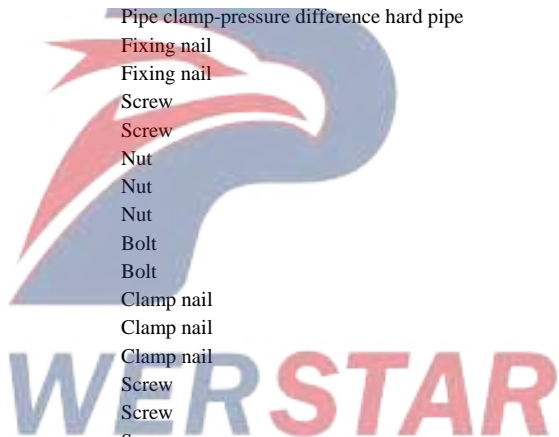 Pipe clamp-pressure difference hard pipe
Fixing nail
Fixing nail
Screw
Screw
Nut
Nut
Nut
Bolt
Bolt
Clamp nail
Clamp nail
Clamp nail
Screw
Screw
WERSTAR